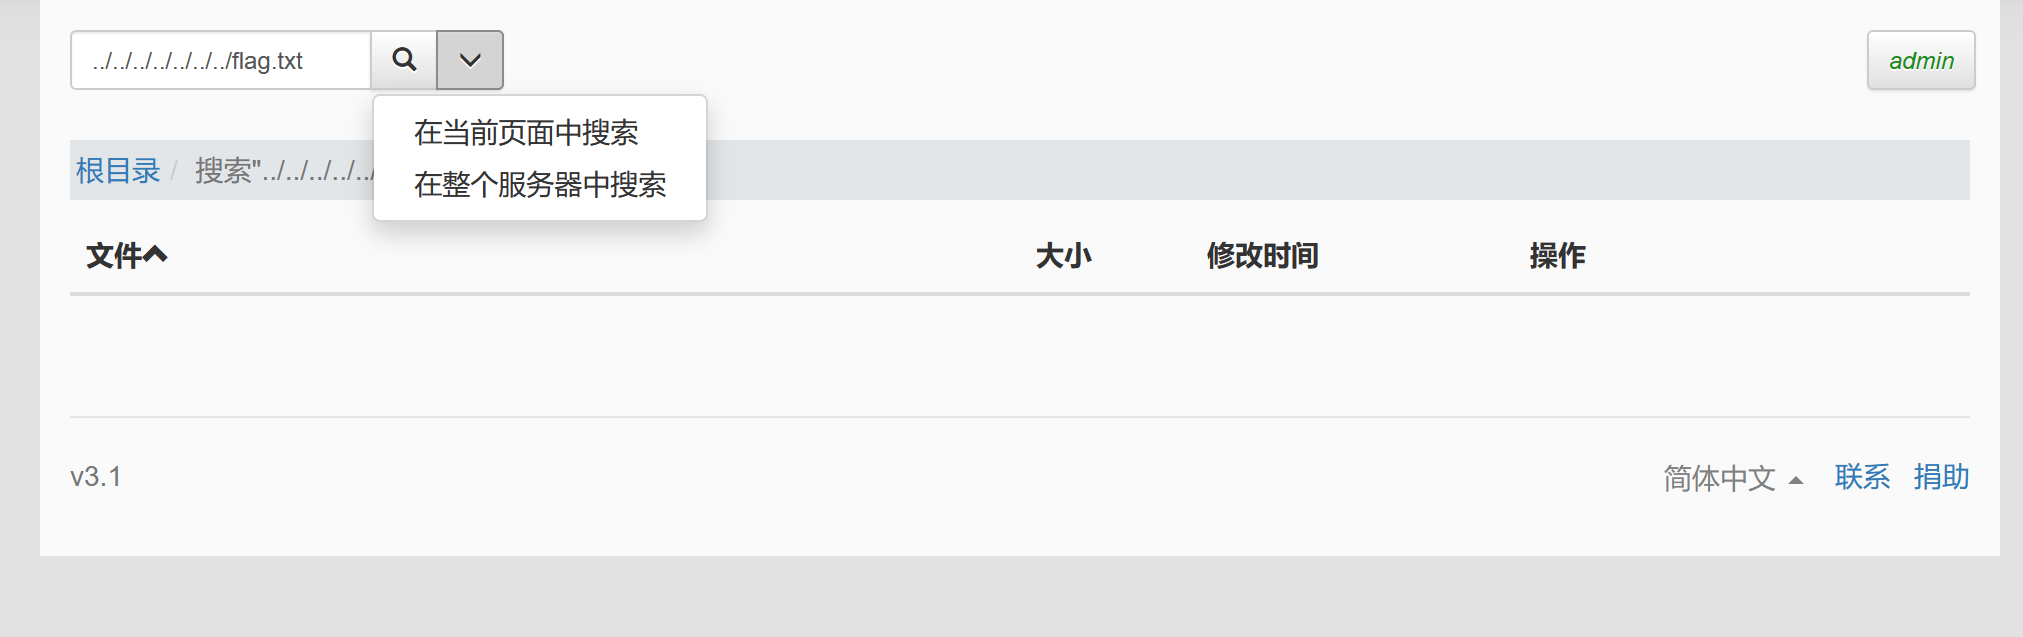 ../../../../../../../flag.txt
admin
在当前页面中搜索
在整个服务器中搜索
根目录 / 搜索"../../../../../
文件 大小 修改时间 操作
v3.1 简体中文 联系 捐助